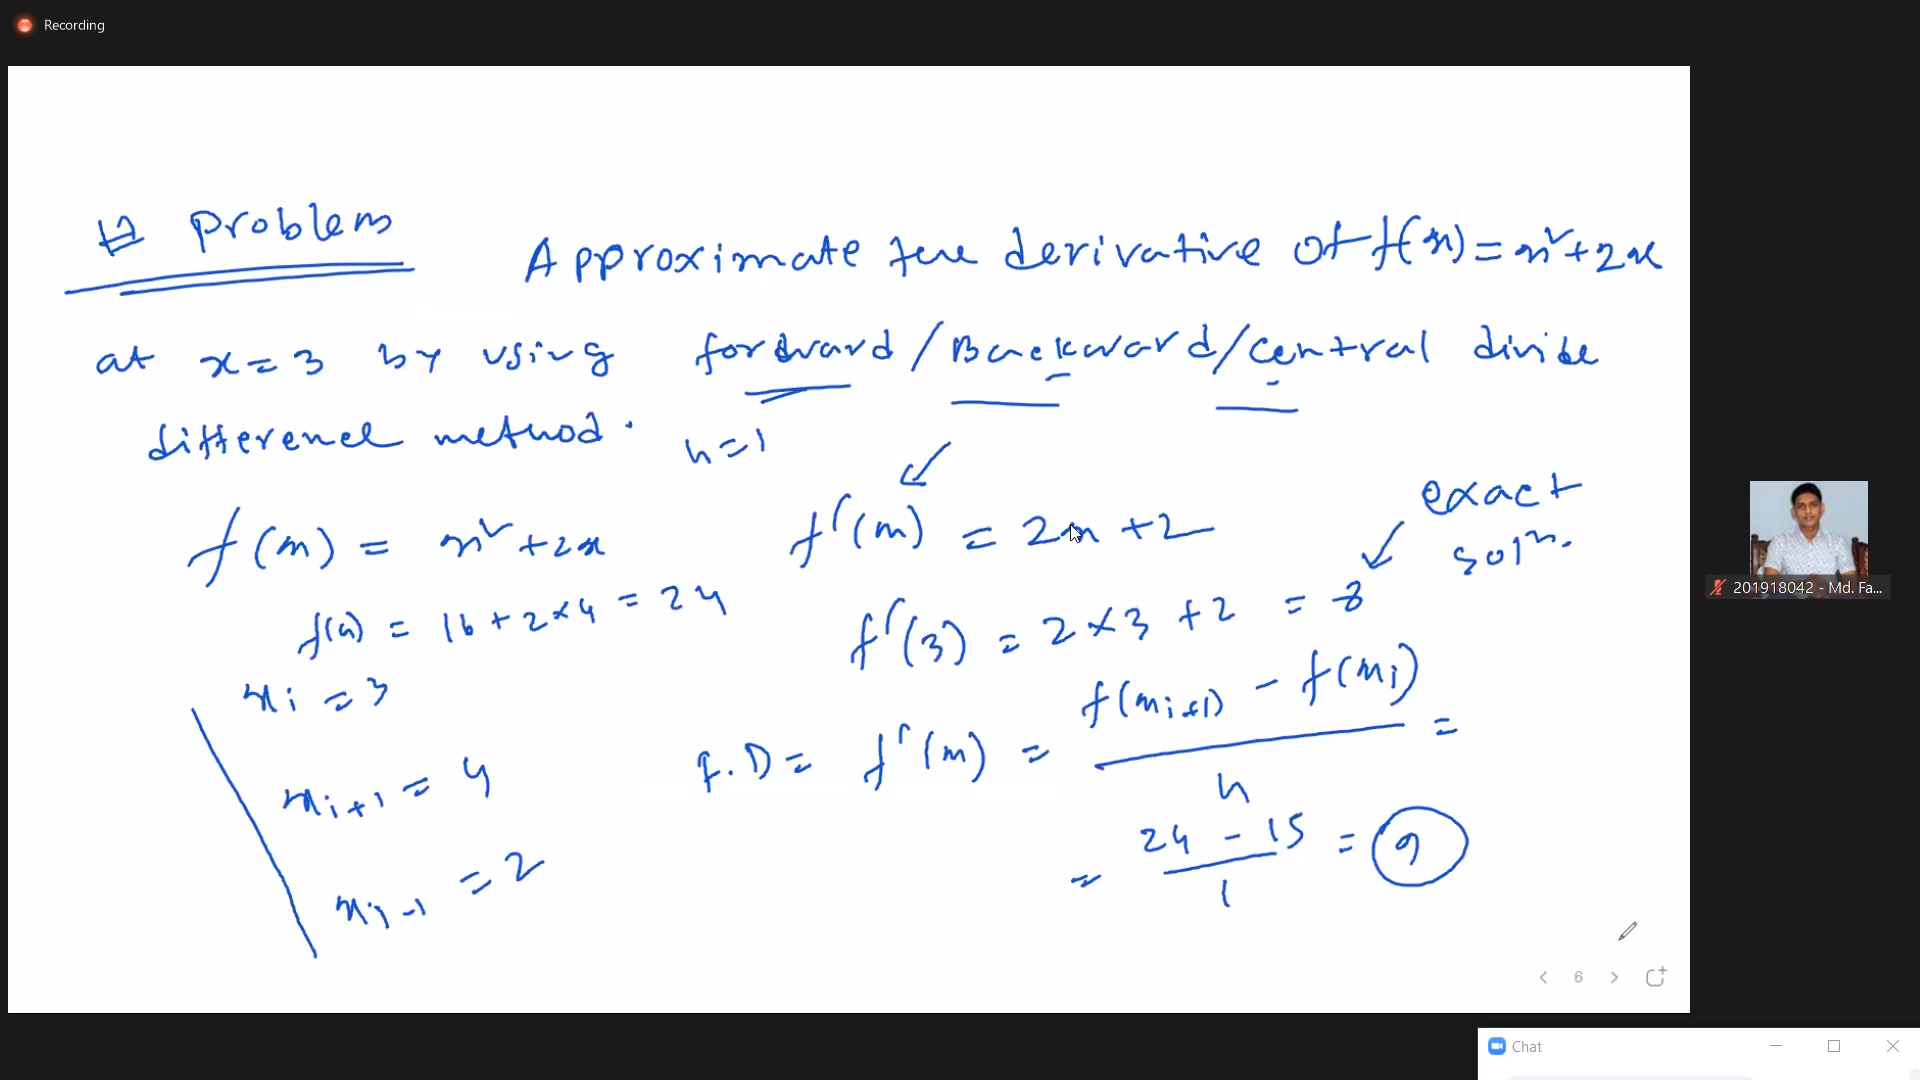 Recording
# Problem
Approximate the derivative of f(x) = x² + 2x
at x = 3 by using forward / Backward / central divide
difference method. h = 1
f(x) = x² + 2x
f'(x) = 2x + 2
exact
soln.
f(4) = 16 + 2×4 = 24
f'(3) = 2 × 3 + 2 = 8
xi = 3
F.D = f'(x) = f(xi+1) - f(xi) / h =
xi+1 = 4
= 24 - 15 / 1 = 9
xi-1 = 2
201918042 - Md. Fa...
6
Chat